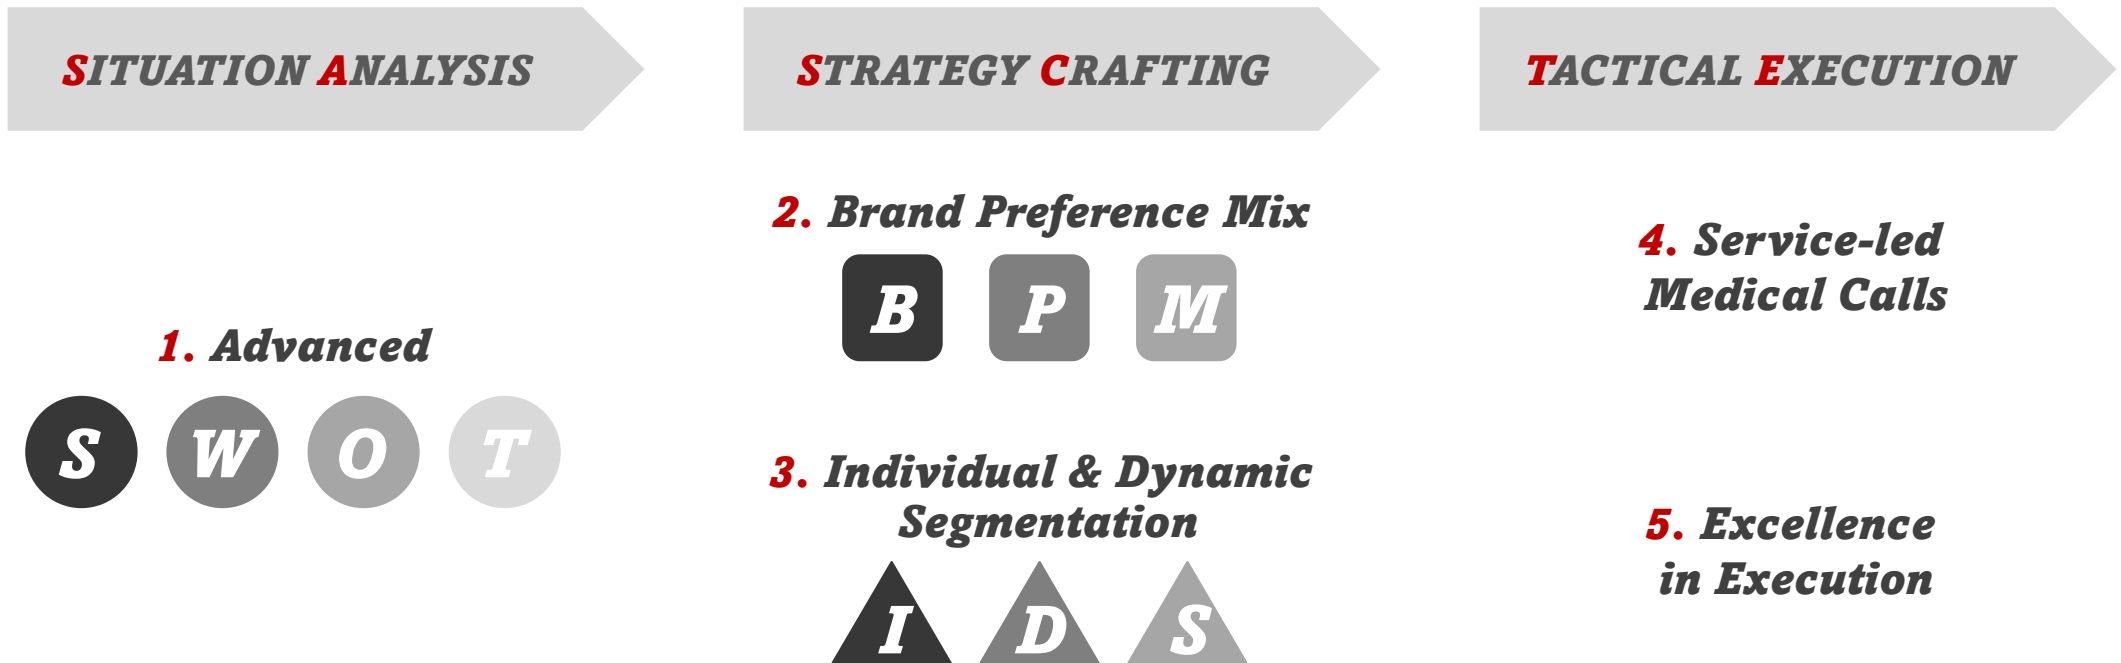 SITUATION ANALYSIS
1. Advanced
S W O T
STRATEGY CRAFTING
2. Brand Preference Mix
B P M
3. Individual & Dynamic
Segmentation
I D S
TACTICAL EXECUTION
4. Service-led
Medical Calls
5. Excellence
in Execution